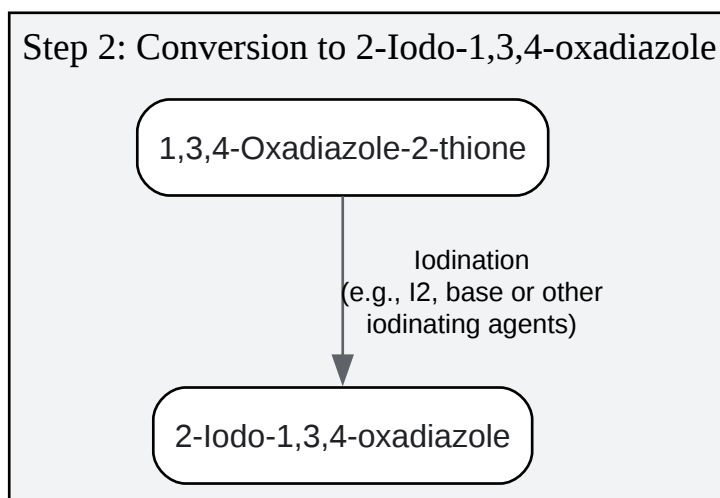 Step 2: Conversion to 2-Iodo-1,3,4-oxadiazole
1,3,4-Oxadiazole-2-thione
Iodination
(e.g., I2, base or other
iodinating agents)
2-Iodo-1,3,4-oxadiazole